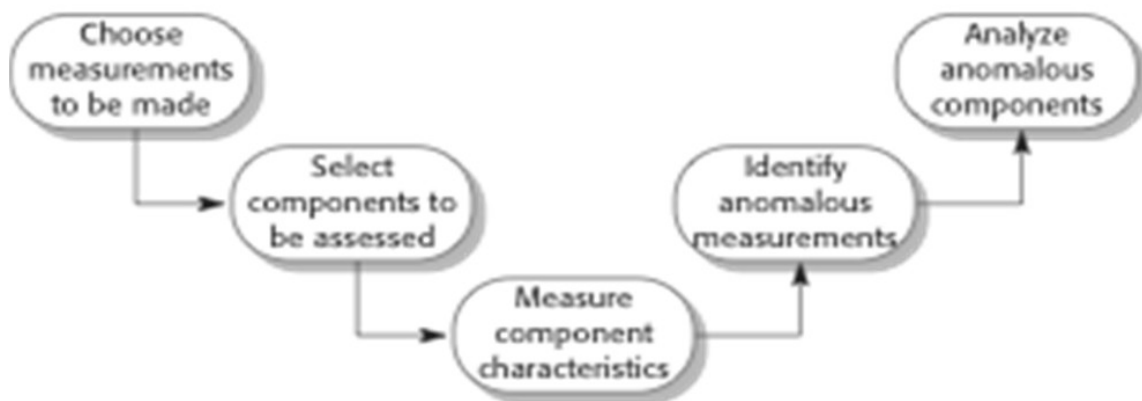 Choose
measurements
to be made
Select
components to
be assessed
Measure
component
characteristics
Identify
anomalous
measurements
Analyze
anomalous
components